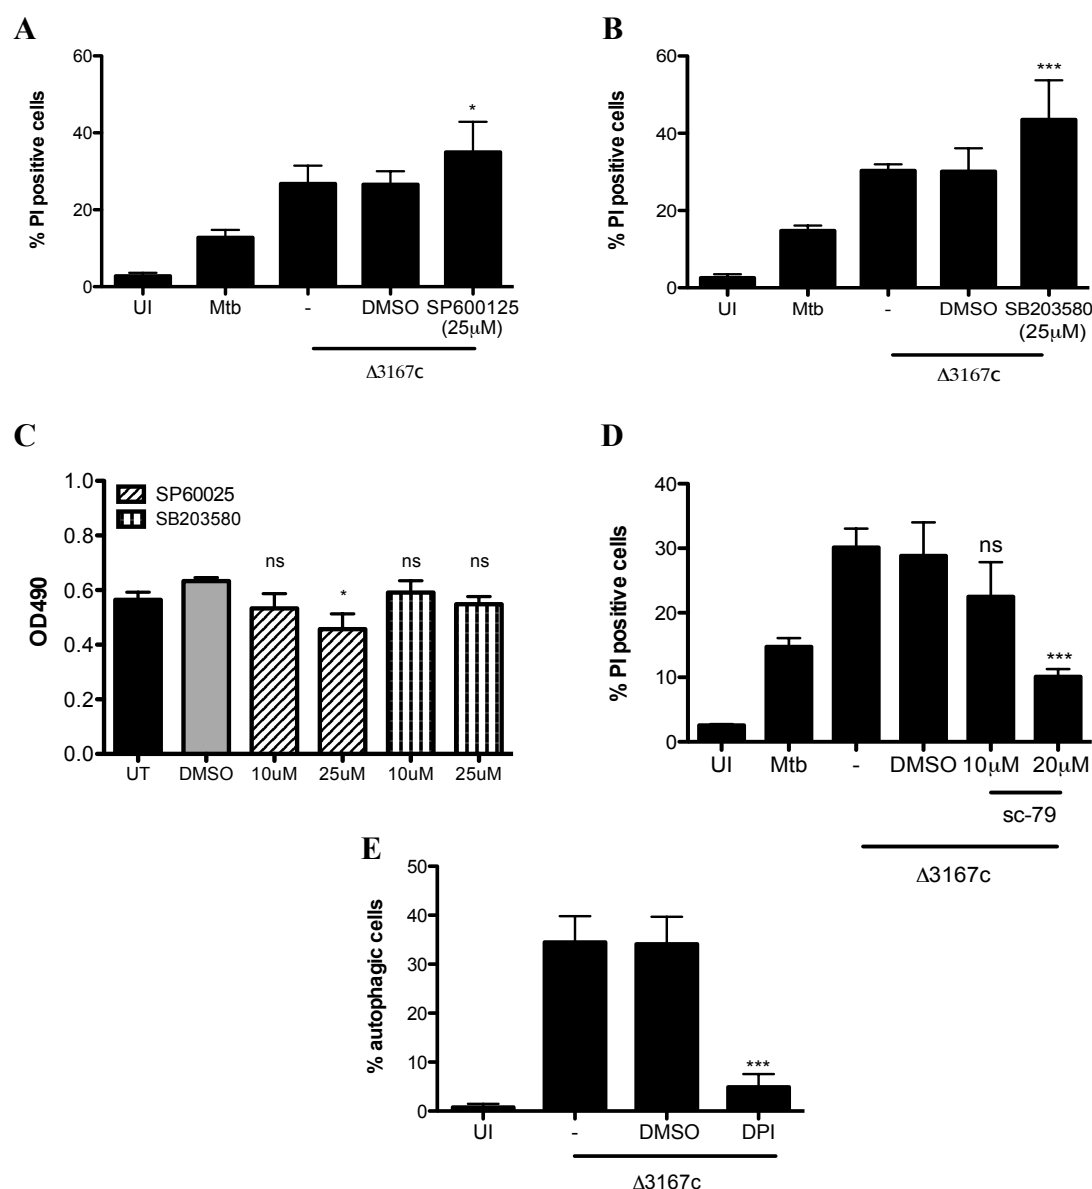 A
% PI positive cells
60
40
20
0
*
UI Mtb - DMSO SP600125
(25μM)
Δ3167c
B
% PI positive cells
60
40
20
0
***
UI Mtb - DMSO SB203580
(25μM)
Δ3167c
C
OD490
1.0
0.8
0.6
0.4
0.2
0.0
SP60025
SB203580
ns * ns ns
UT DMSO 10uM 25uM 10uM 25uM
D
% PI positive cells
40
30
20
10
0
ns
***
UI Mtb - DMSO 10μM 20μM
sc-79
Δ3167c
E
% autophagic cells
50
40
30
20
10
0
***
UI - DMSO DPI
Δ3167c